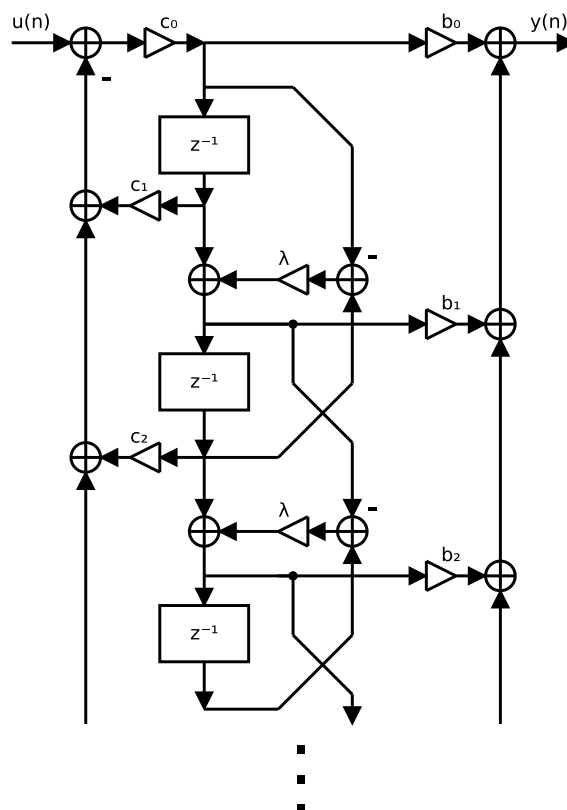 u(n) c₀ b₀ y(n)
-
z⁻¹
c₁
λ -
b₁
z⁻¹
c₂
λ -
b₂
z⁻¹